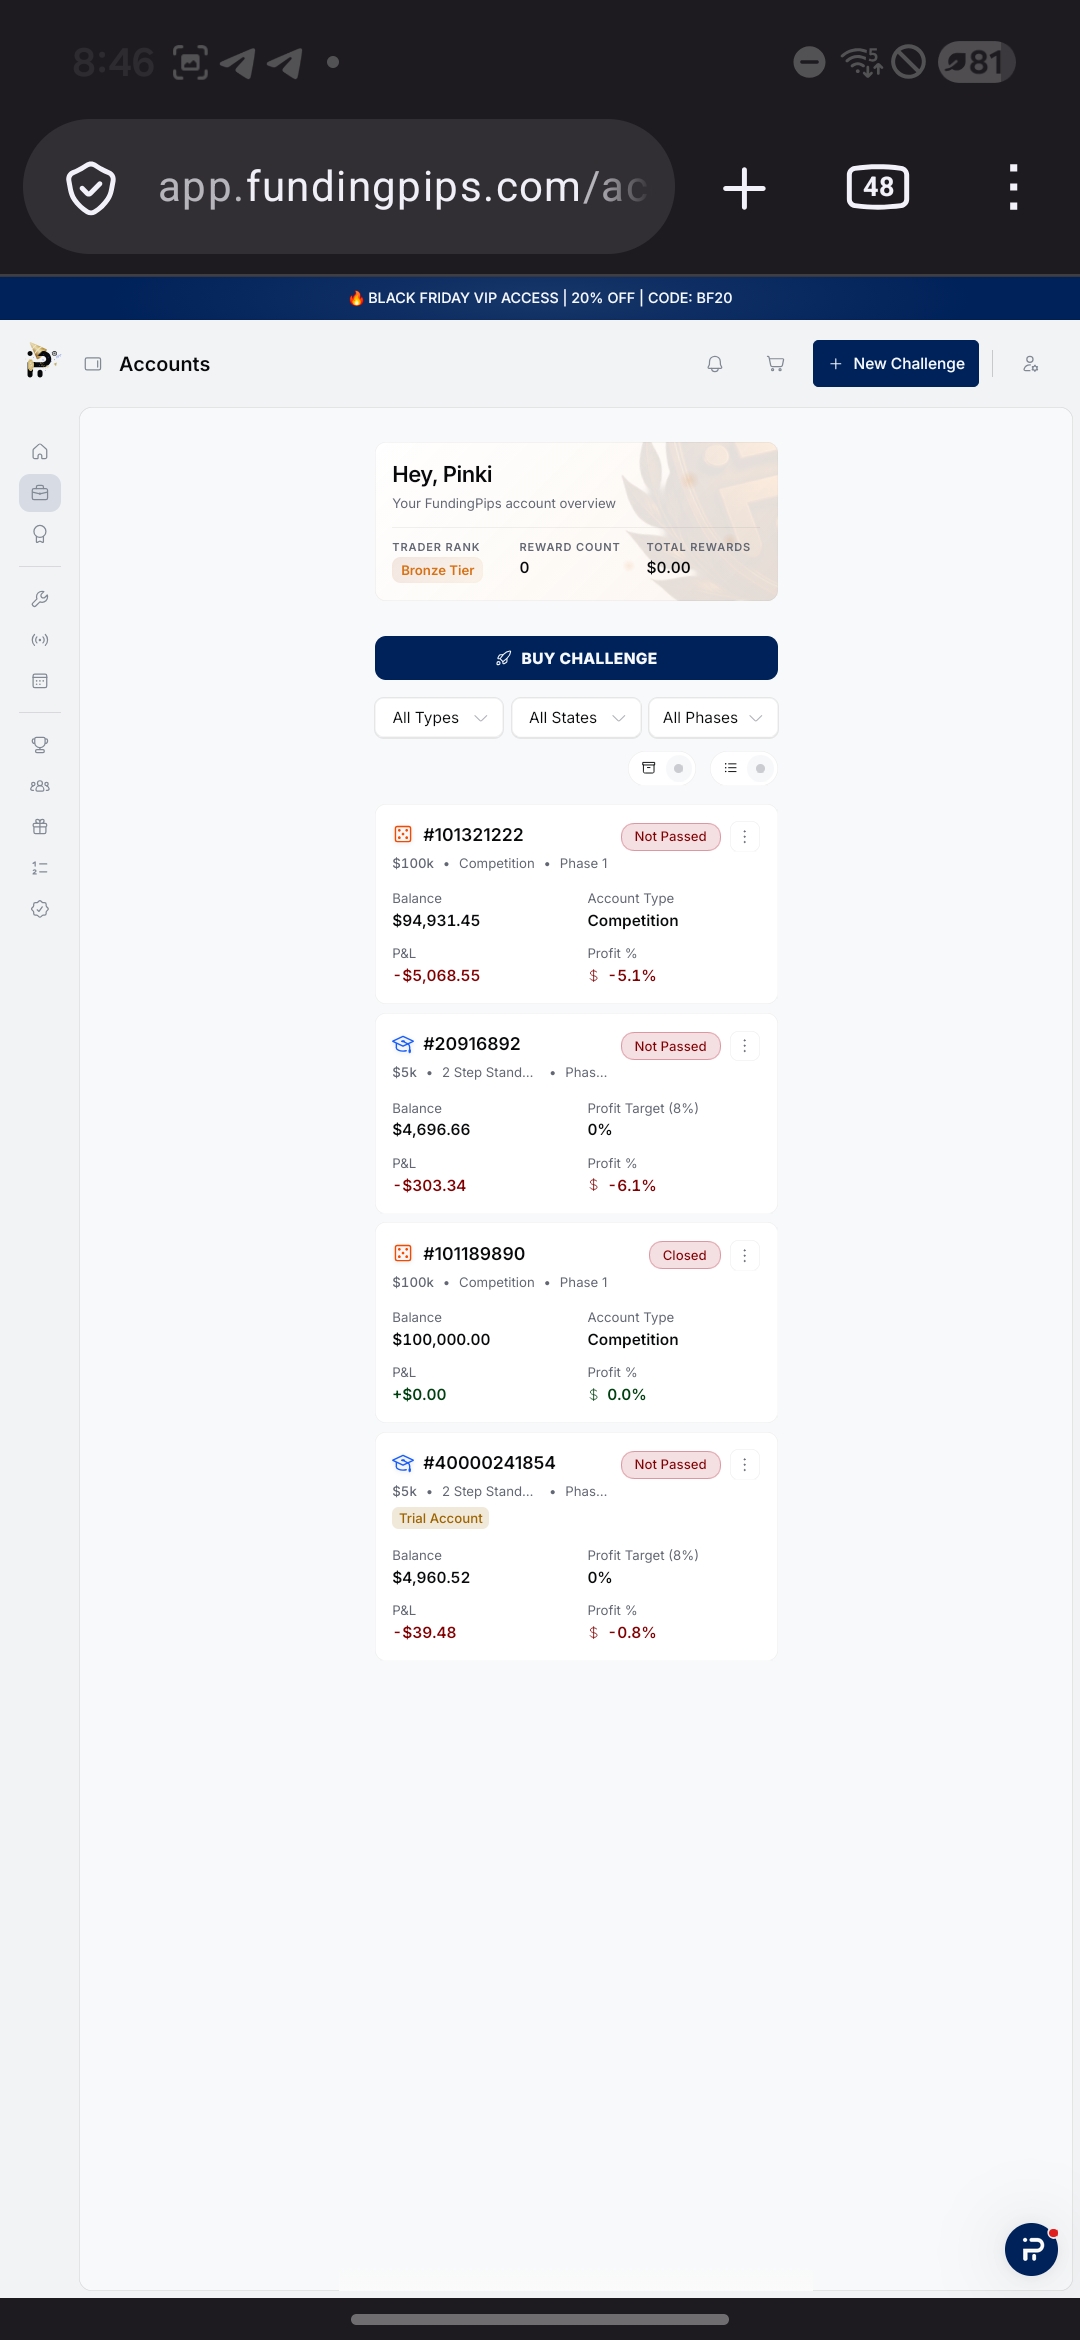 8:46
5
81
app.fundingpips.com/ac
48
🔥 BLACK FRIDAY VIP ACCESS | 20% OFF | CODE: BF20
Accounts
+ New Challenge
Hey, Pinki
Your FundingPips account overview
TRADER RANK REWARD COUNT TOTAL REWARDS
Bronze Tier 0 $0.00
BUY CHALLENGE
All Types All States All Phases
#101321222 Not Passed
$100k • Competition • Phase 1
Balance Account Type
$94,931.45 Competition
P&L Profit %
-$5,068.55 $ -5.1%
#20916892 Not Passed
$5k • 2 Step Stand... • Phas...
Balance Profit Target (8%)
$4,696.66 0%
P&L Profit %
-$303.34 $ -6.1%
#101189890 Closed
$100k • Competition • Phase 1
Balance Account Type
$100,000.00 Competition
P&L Profit %
+$0.00 $ 0.0%
#40000241854 Not Passed
$5k • 2 Step Stand... • Phas...
Trial Account
Balance Profit Target (8%)
$4,960.52 0%
P&L Profit %
-$39.48 $ -0.8%